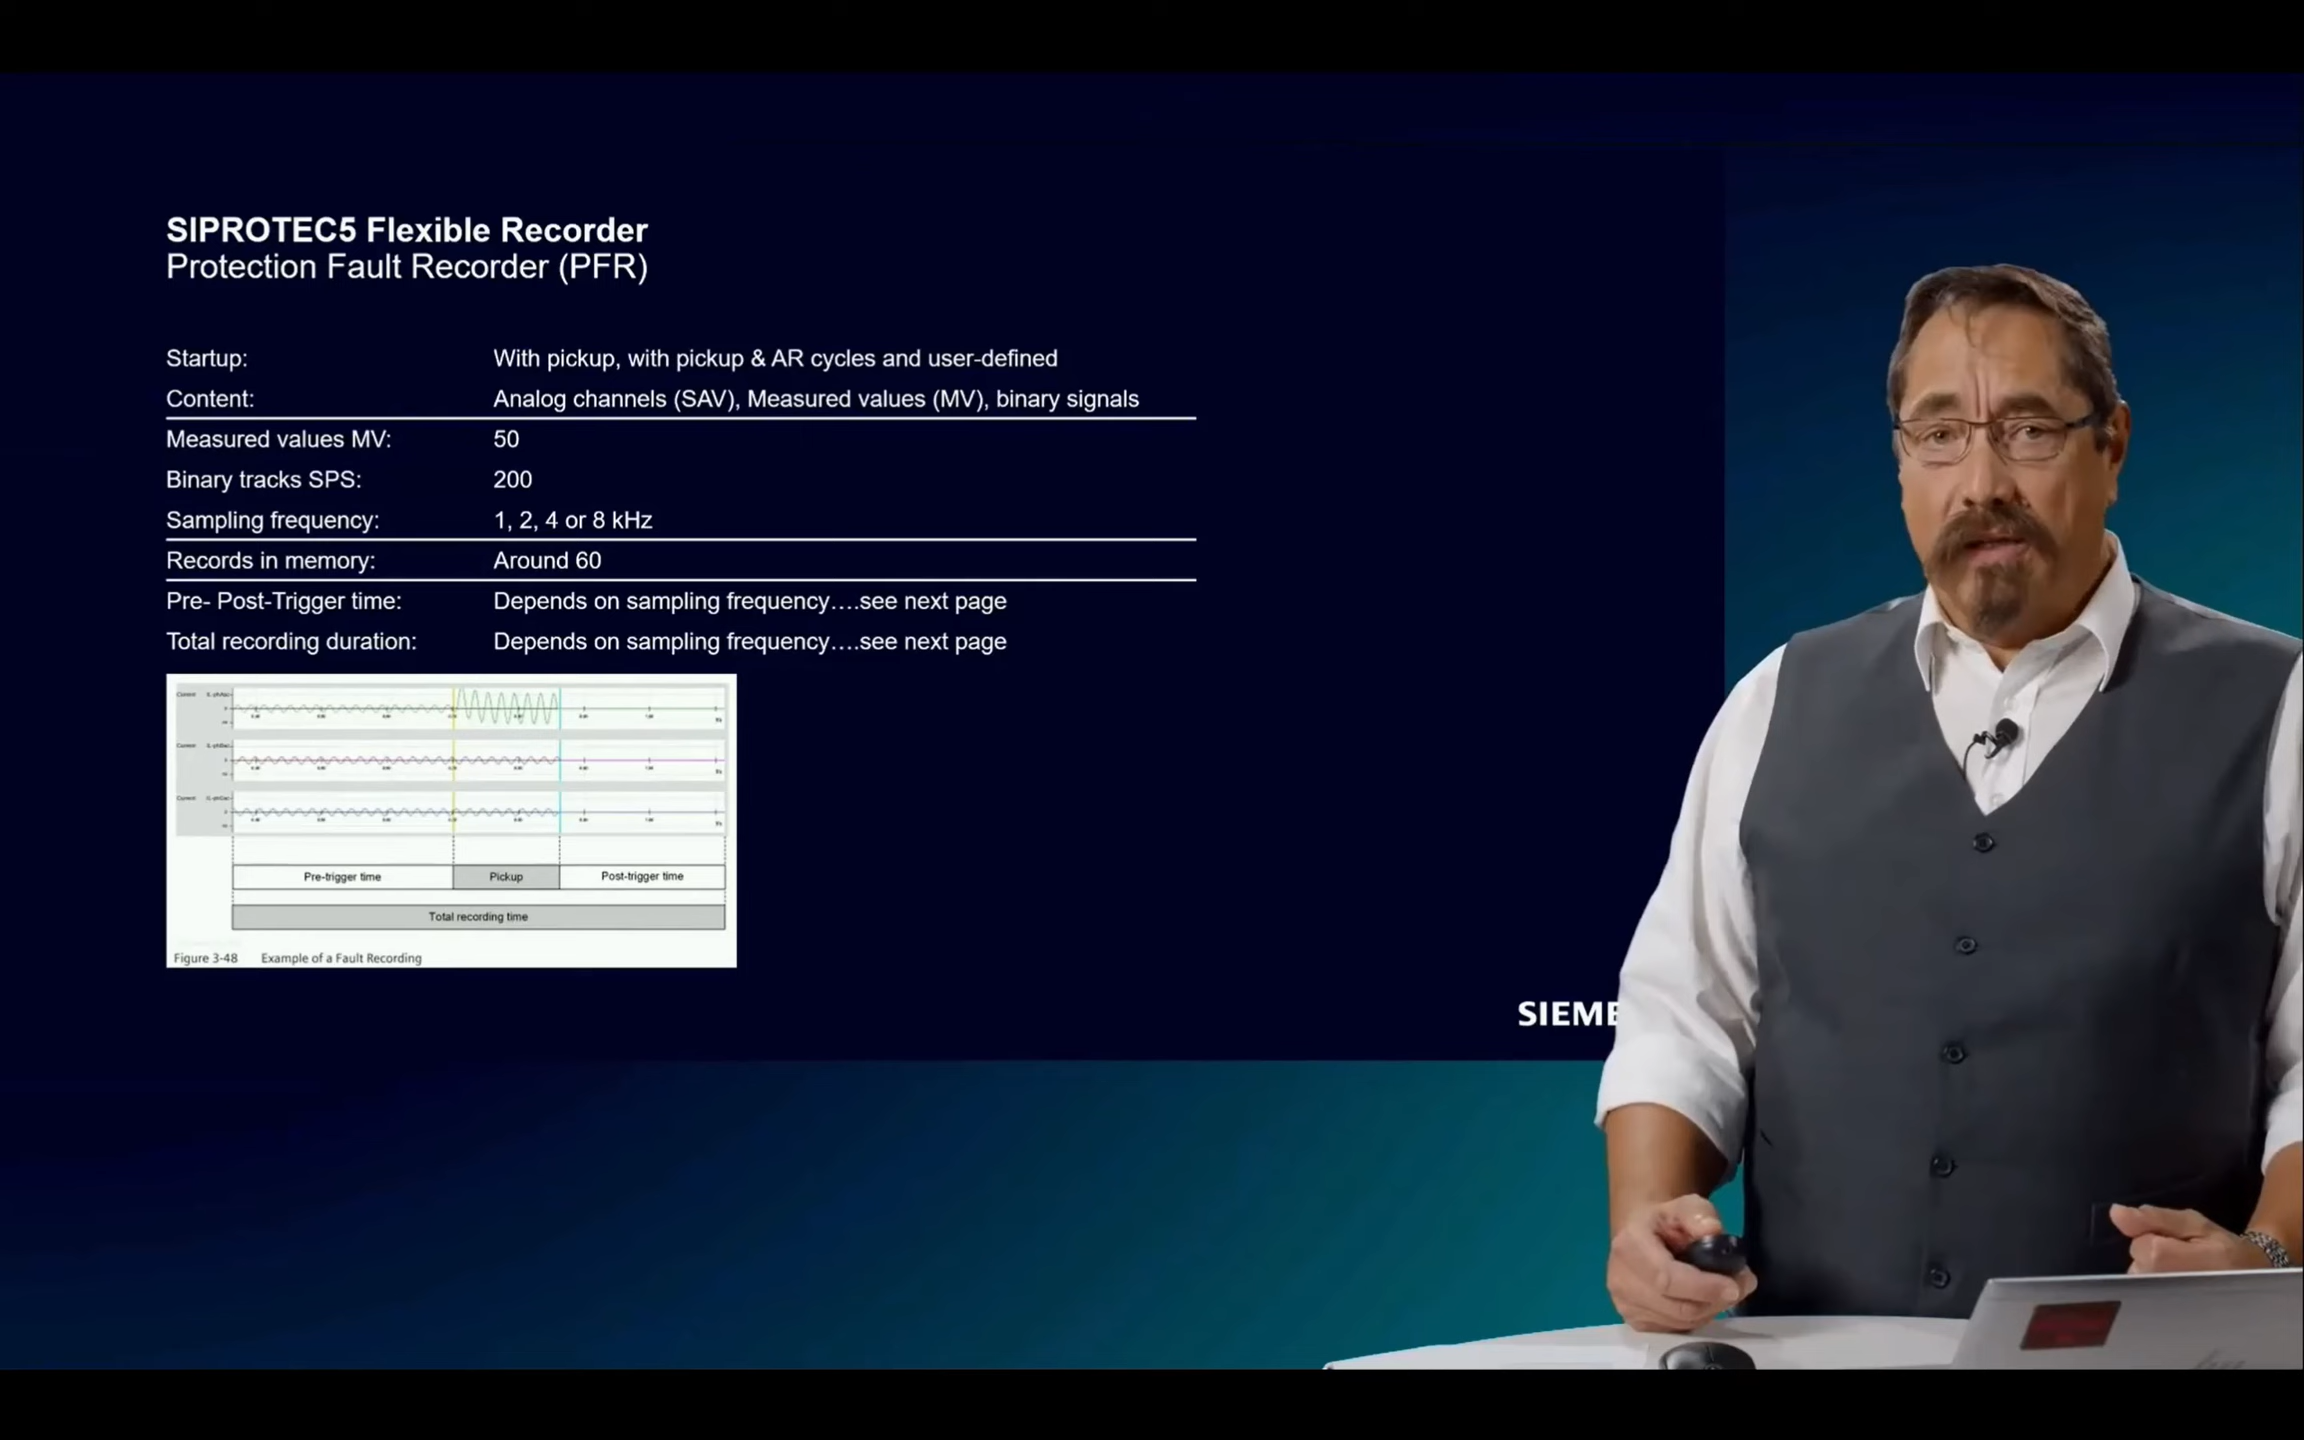 SIPROTEC5 Flexible Recorder
Protection Fault Recorder (PFR)
Startup: With pickup, with pickup & AR cycles and user-defined
Content: Analog channels (SAV), Measured values (MV), binary signals
Measured values MV: 50
Binary tracks SPS: 200
Sampling frequency: 1, 2, 4 or 8 kHz
Records in memory: Around 60
Pre- Post-Trigger time: Depends on sampling frequency....see next page
Total recording duration: Depends on sampling frequency....see next page
Pre-trigger time Pickup Post-trigger time
Total recording time
Figure 3-48 Example of a Fault Recording
SIEME